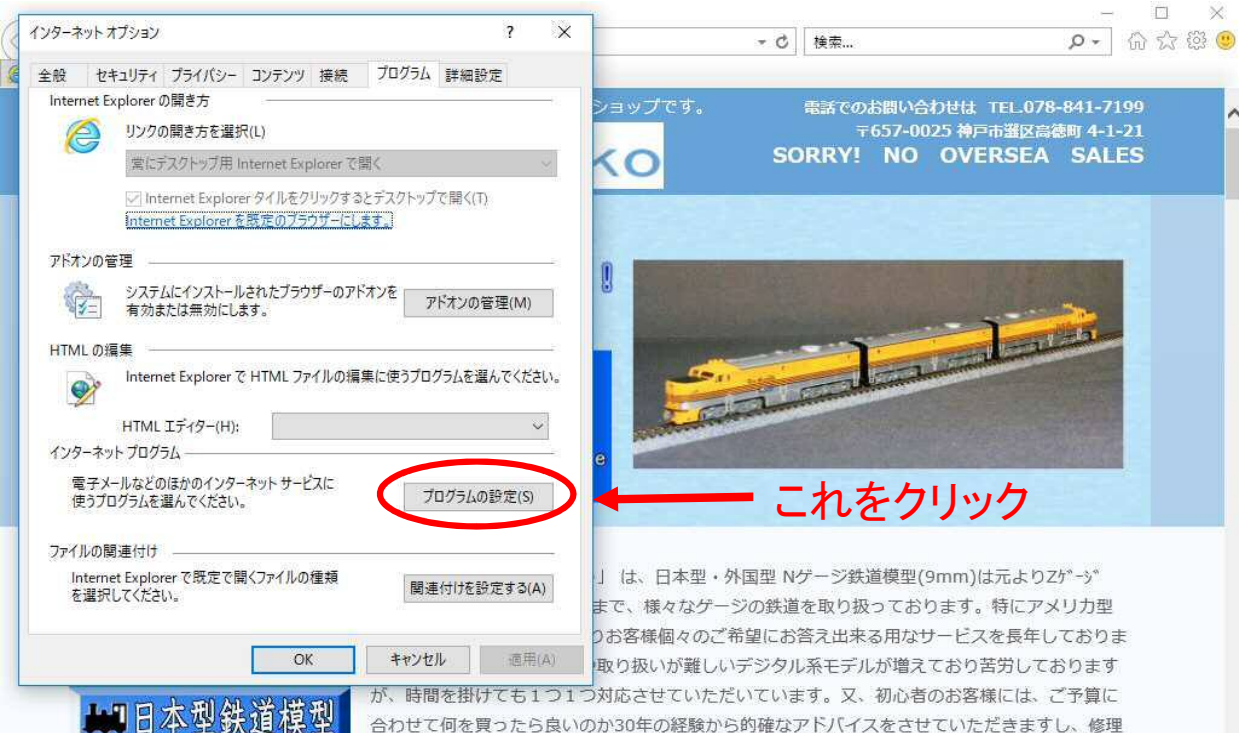 インターネット オプション
?
検索...
全般 セキュリティ プライバシー コンテンツ 接続 プログラム 詳細設定
Internet Explorer の開き方
リンクの開き方を選択(L)
常にデスクトップ用 Internet Explorer で開く
Internet Explorer タイルをクリックするとデスクトップで開く(T)
Internet Explorer を既定のブラウザーにします。
アドオンの管理
システムにインストールされたブラウザーのアドオンを
有効または無効にします。
アドオンの管理(M)
HTML の編集
Internet Explorer で HTML ファイルの編集に使うプログラムを選んでください。
HTML エディター(H):
インターネット プログラム
電子メールなどのほかのインターネット サービスに
使うプログラムを選んでください。
プログラムの設定(S)
ファイルの関連付け
Internet Explorer で既定で開くファイルの種類
を選択してください。
関連付けを設定する(A)
OK キャンセル 適用(A)
ショップです。
電話でのお問い合わせは TEL.078-841-7199
〒657-0025 神戸市灘区高徳町 4-1-21
SORRY! NO OVERSEA SALES
KO
!
e
これをクリック
」 は、日本型・外国型 Nゲージ鉄道模型(9mm)は元よりZｹﾞｰｼﾞ
まで、様々なゲージの鉄道を取り扱っております。特にアメリカ型
りお客様個々のご希望にお答え出来る用なサービスを長年しておりま
取り扱いが難しいデジタル系モデルが増えており苦労しております
が、時間を掛けても１つ１つ対応させていただいています。又、初心者のお客様には、ご予算に
合わせて何を買ったら良いのか30年の経験から的確なアドバイスをさせていただきますし、修理
日本型鉄道模型